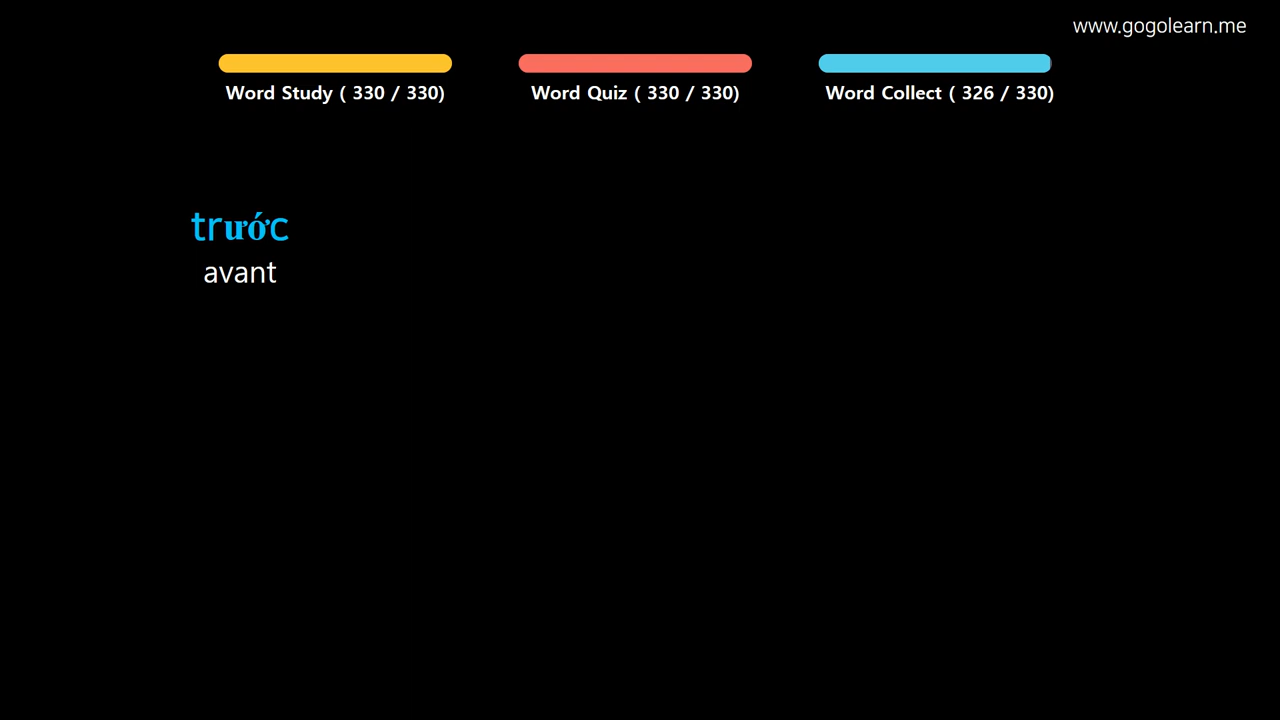 www.gogolearn.me
Word Study ( 330 / 330)
Word Quiz ( 330 / 330)
Word Collect ( 326 / 330)
trước
avant